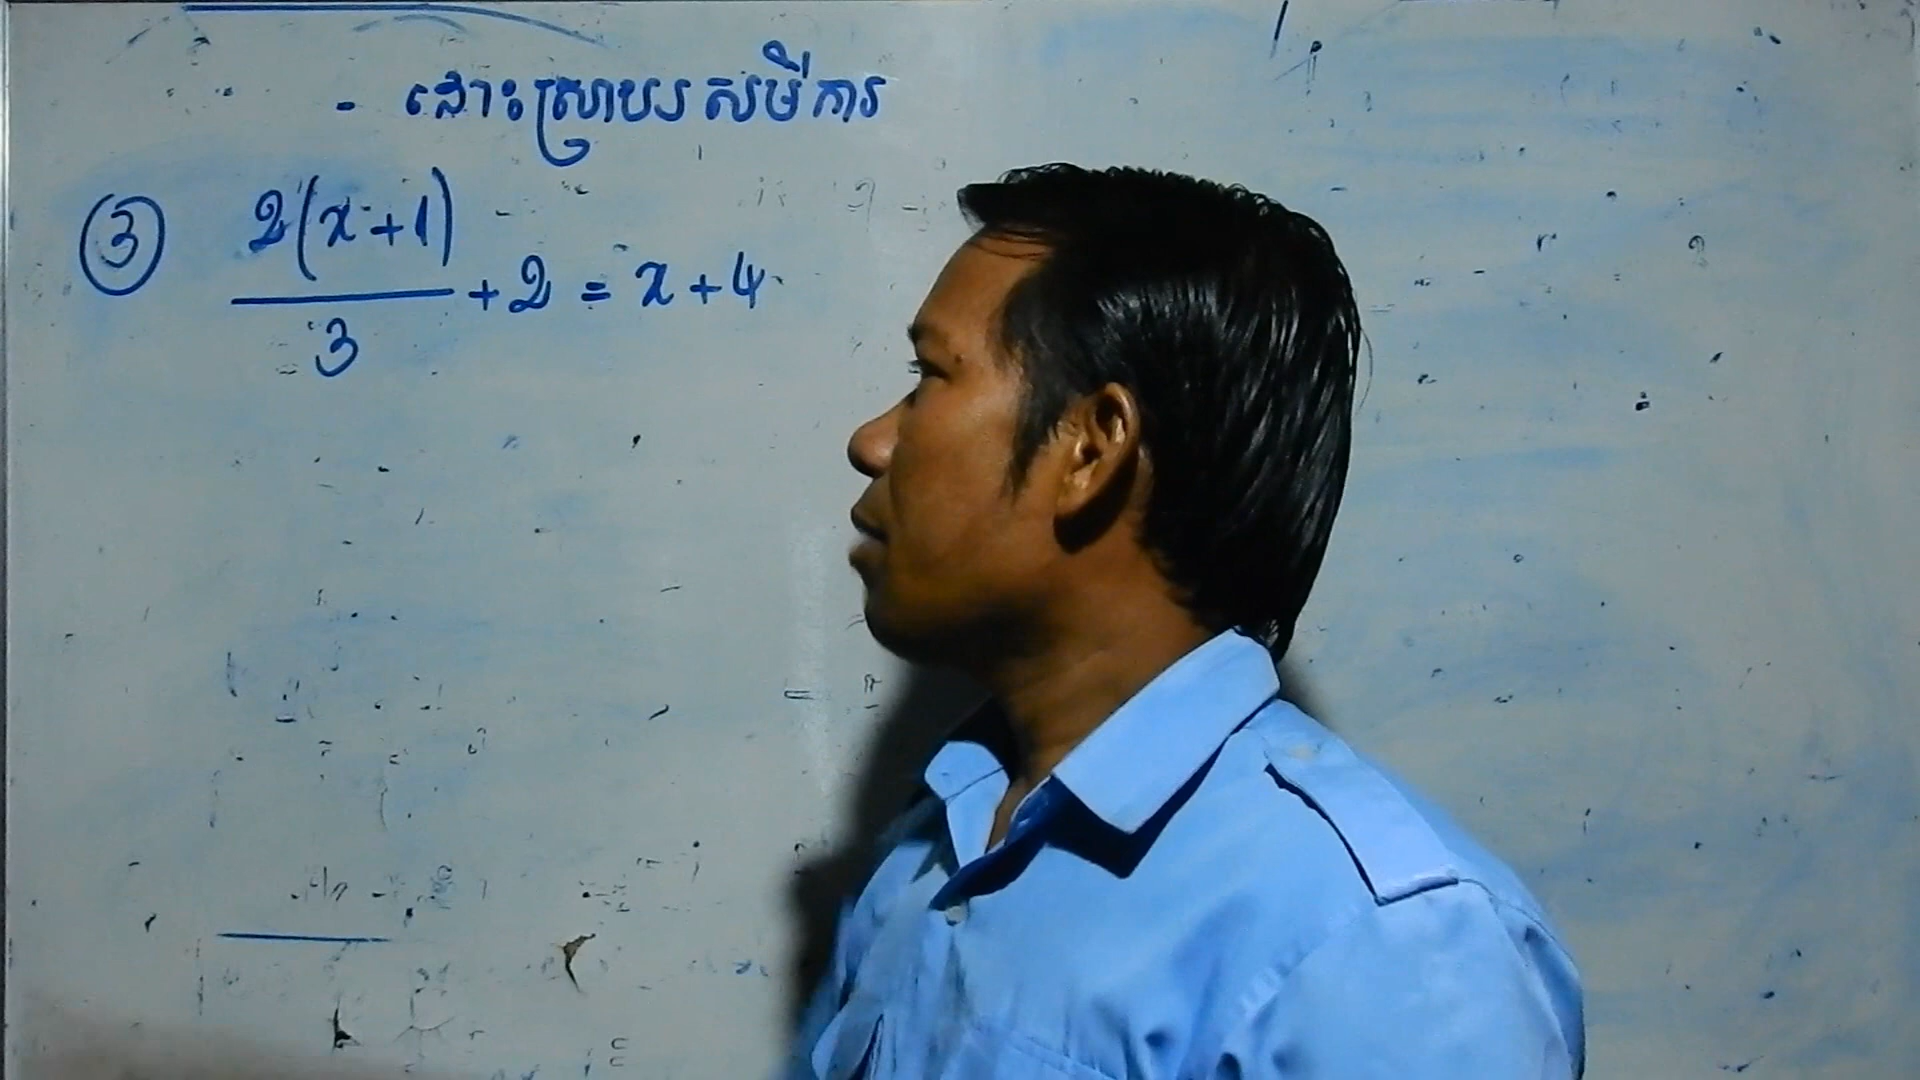 - ដោះស្រាយ សមីការ
③ 2(x+1)/3 + 2 = x + 4